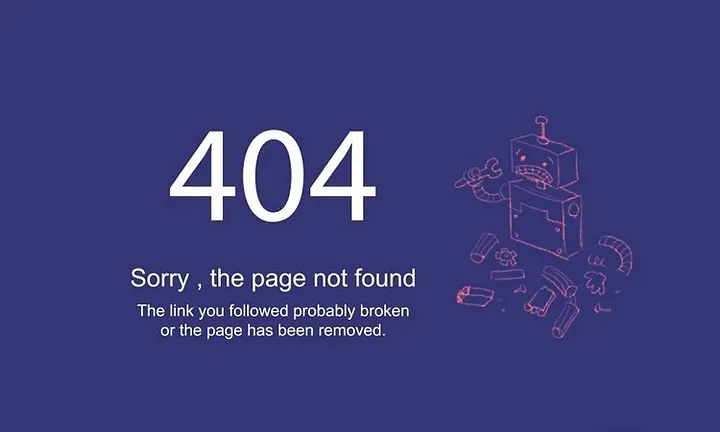 404
Sorry , the page not found
The link you followed probably broken
or the page has been removed.